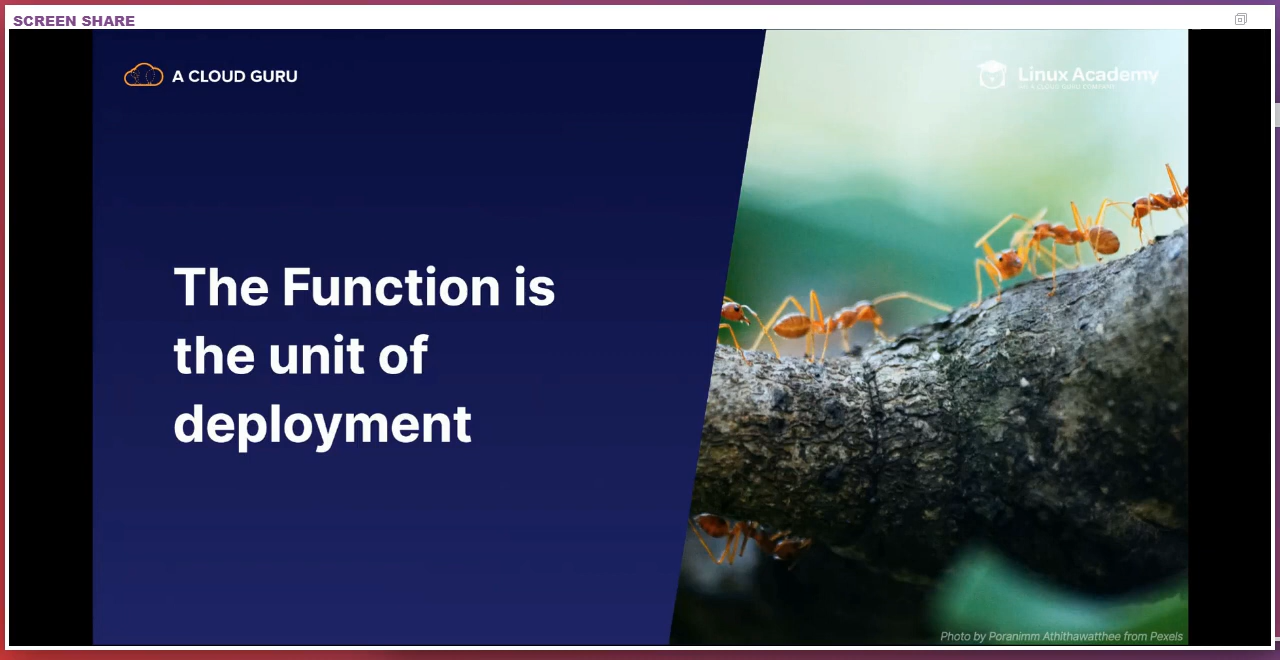 SCREEN SHARE
A CLOUD GURU
Linux Academy
The Function is
the unit of
deployment
Photo by Poranimm Athithawatthee from Pexels